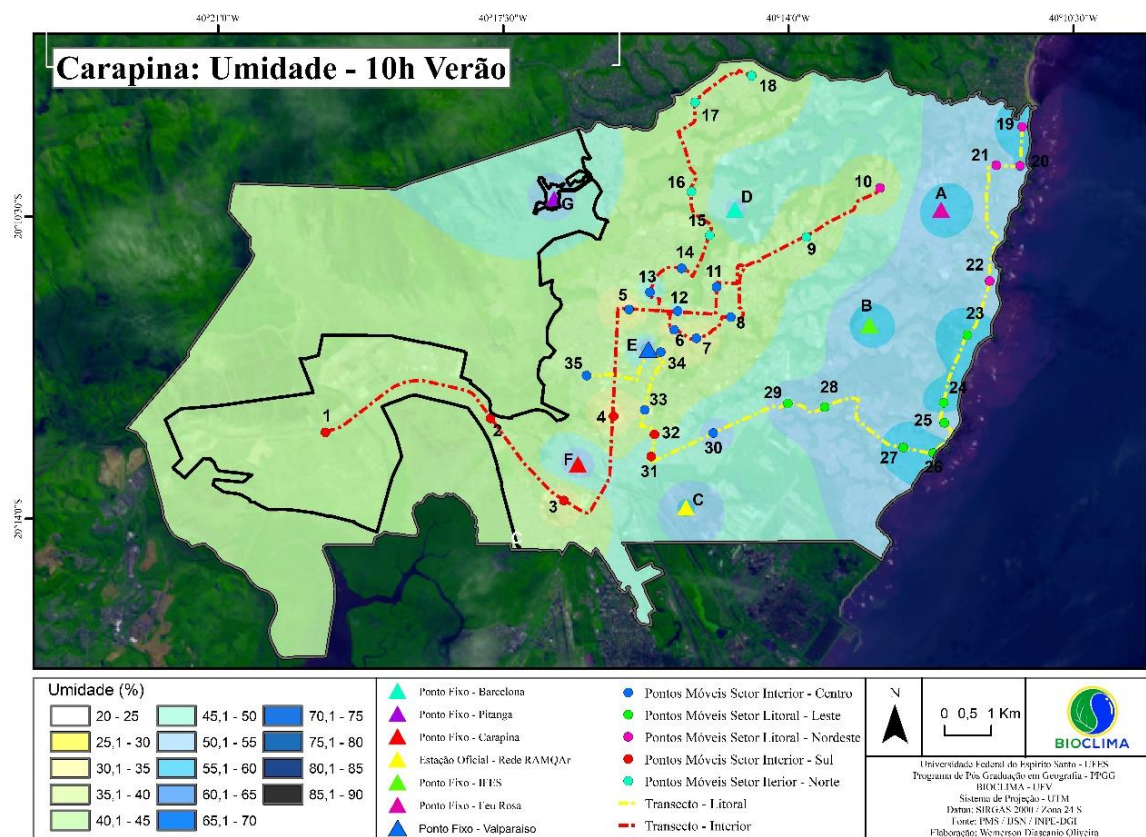 40°21'0"W 40°17'30"W 40°14'0"W 40°10'30"W
Carapina: Umidade - 10h Verão
20°10'30"S
20°14'0"S
18
17
19
21
20
16
10
A
G
D
15
14
9
22
13
11
5
12
B
23
6
7
8
E
34
35
24
29
28
33
25
1
4
2
32
30
27
26
31
F
3
C
Umidade (%)
20 - 25
25,1 - 30
30,1 - 35
35,1 - 40
40,1 - 45
45,1 - 50
50,1 - 55
55,1 - 60
60,1 - 65
65,1 - 70
70,1 - 75
75,1 - 80
80,1 - 85
85,1 - 90
Ponto Fixo - Barcelona
Ponto Fixo - Pitanga
Ponto Fixo - Carapina
Estação Oficial - Rede RAMQAr
Ponto Fixo - IFES
Ponto Fixo - Feu Rosa
Ponto Fixo - Valparaiso
Pontos Móveis Setor Interior - Centro
Pontos Móveis Setor Litoral - Leste
Pontos Móveis Setor Litoral - Nordeste
Pontos Móveis Setor Interior - Sul
Pontos Móveis Setor Iterior - Norte
Transecto - Litoral
Transecto - Interior
N
0 0,5 1 Km
BIOCLIMA
Universidade Federal do Espírito Santo - UFES
Programa de Pós Graduação em Geografia - PPGG
BIOCLIMA - UFV
Sistema de Projeção - UTM
Datun: SIRGAS 2000 / Zona 24 S
Fonte: PMS / IJSN / INPE-DGI
Elaboração: Wemerson Diascanio Oliveira